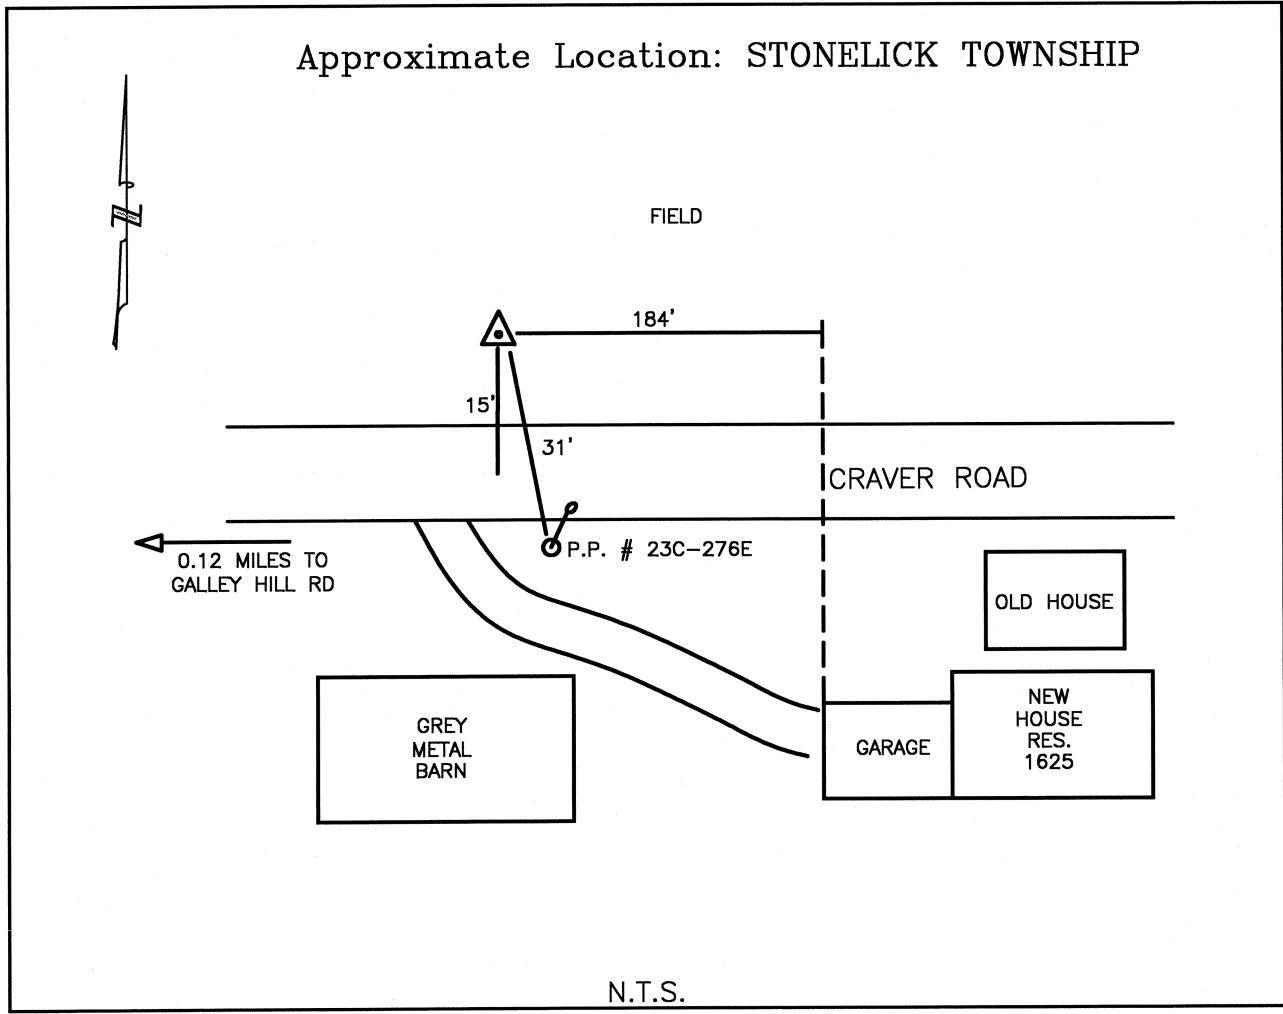 Approximate Location: STONELICK TOWNSHIP
N
FIELD
184'
15'
31'
CRAVER ROAD
P.P. # 23C-276E
0.12 MILES TO
GALLEY HILL RD
OLD HOUSE
GREY
METAL
BARN
GARAGE
NEW
HOUSE
RES.
1625
N.T.S.